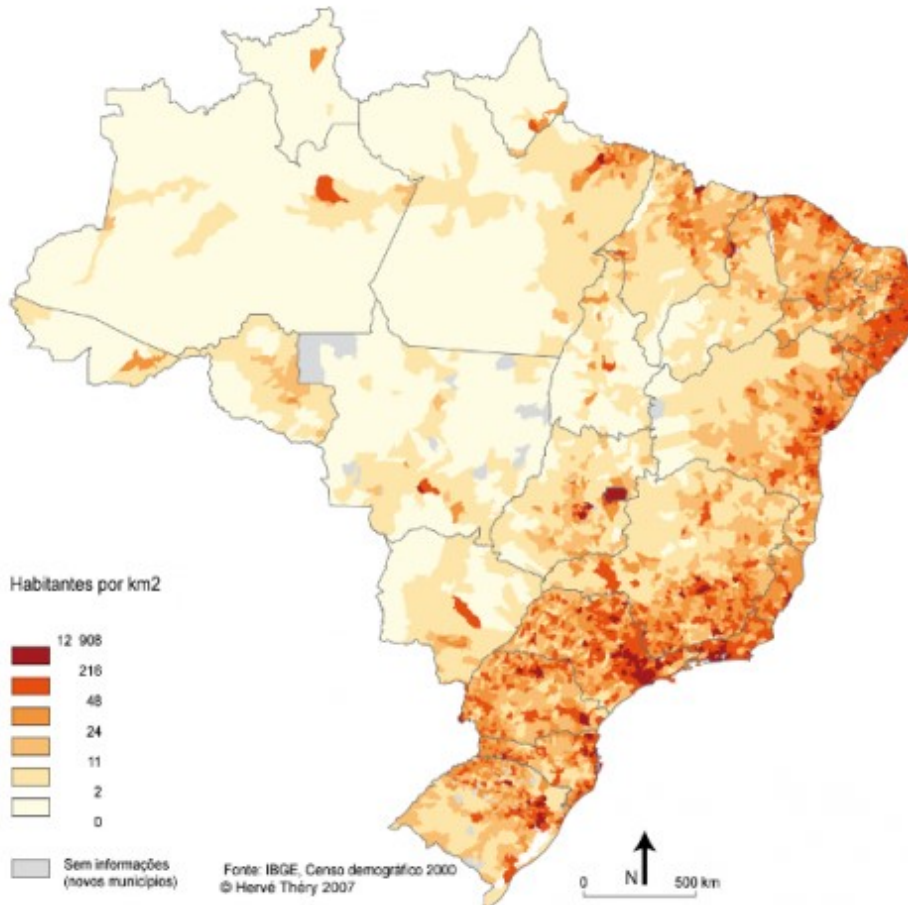 Habitantes por km2
12 908
218
48
24
11
2
0
Sem informações
(novos municípios)
Fonte: IBGE, Censo demográfico 2000
© Hervé Théry 2007
N
0 500 km